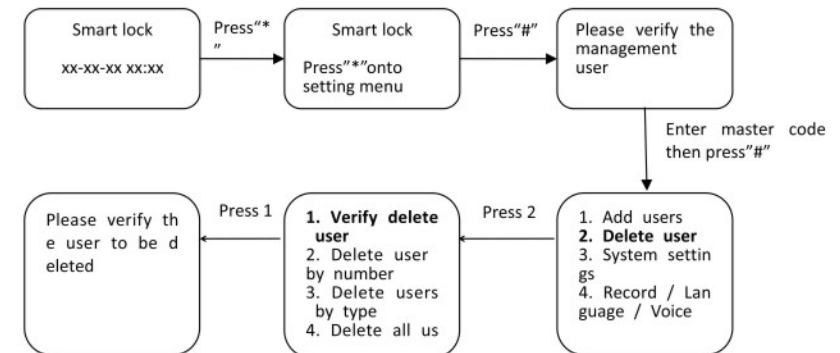 Smart lock
xx-xx-xx xx:xx
Press“*
”
Smart lock
Press”*”onto
setting menu
Press“#”
Please verify the
management
user
Enter master code
then press”#”
1. Add users
2. Delete user
3. System settin
gs
4. Record / Lan
guage / Voice
Press 2
1. Verify delete
user
2. Delete user
by number
3. Delete users
by type
4. Delete all us
Press 1
Please verify th
e user to be d
eleted